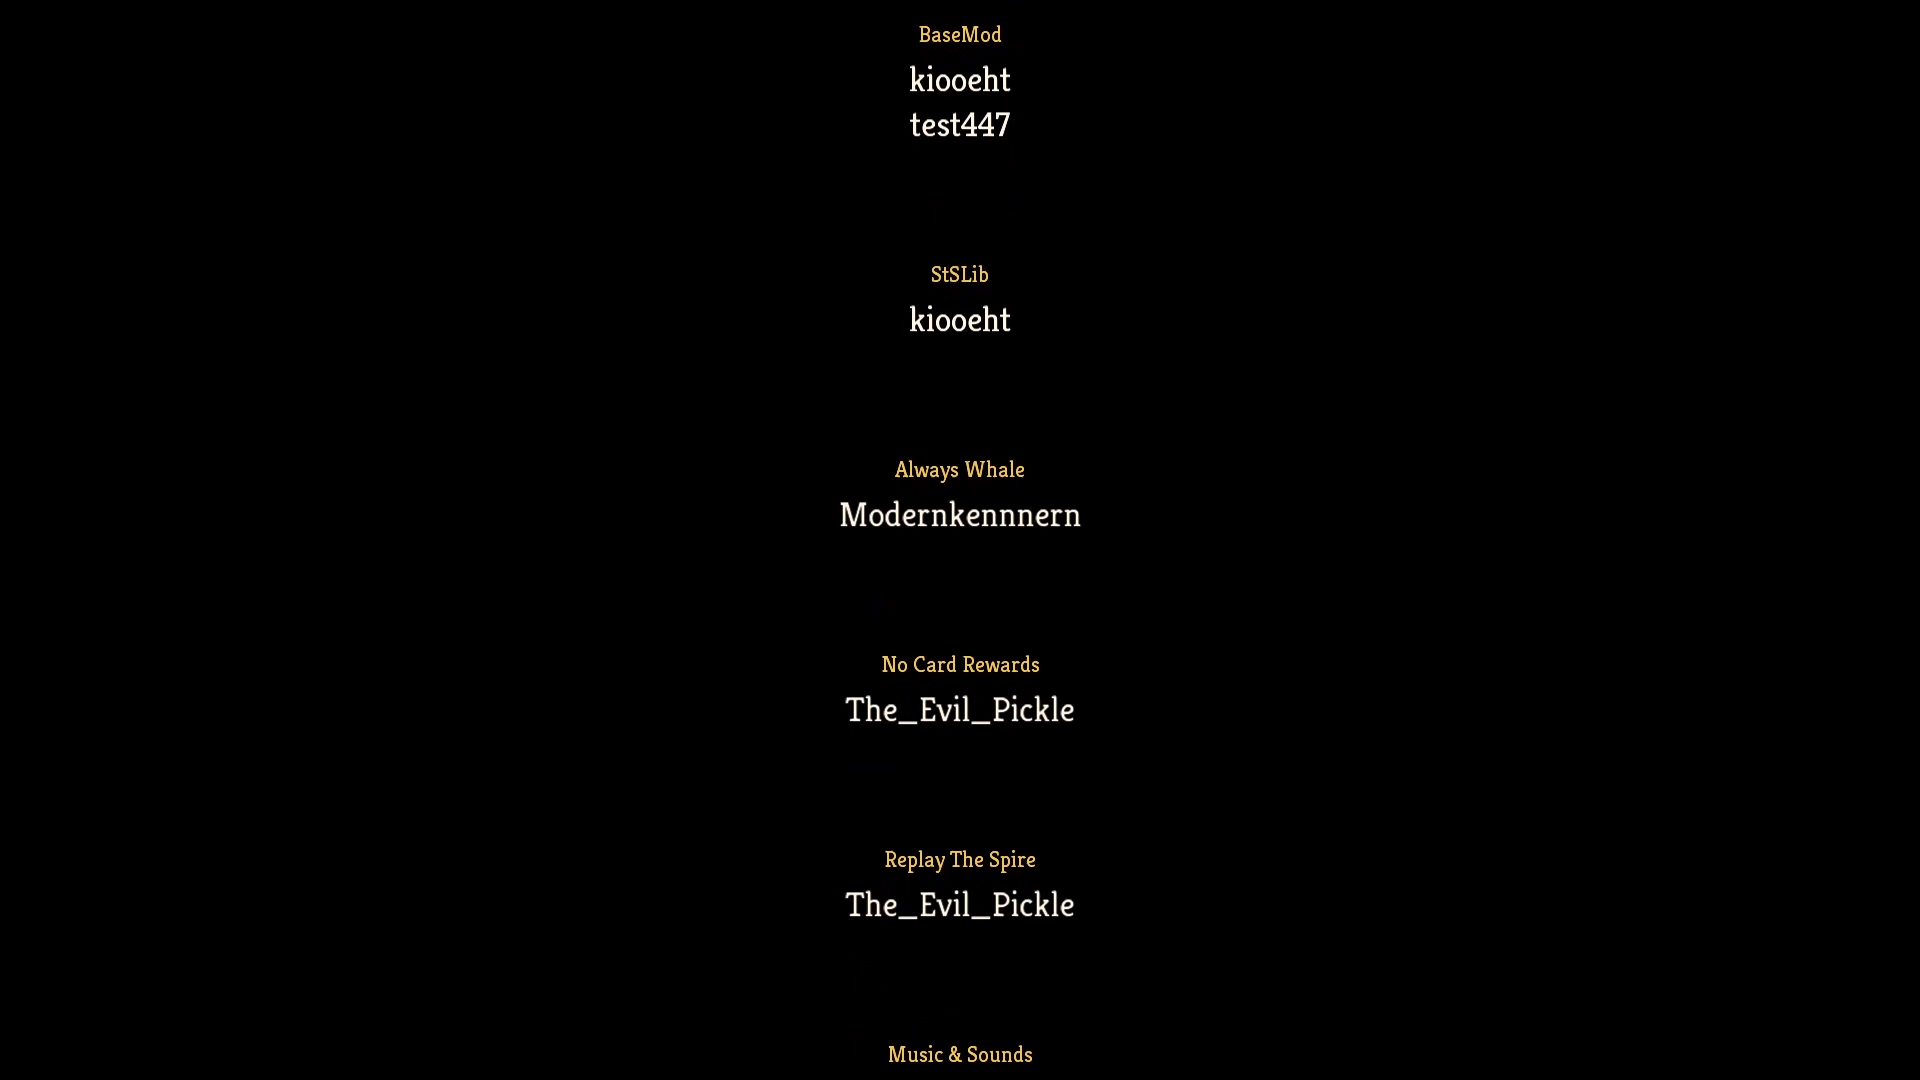 BaseMod
kiooeht
test447
StSLib
kiooeht
Always Whale
Modernkennnern
No Card Rewards
The_Evil_Pickle
Replay The Spire
The_Evil_Pickle
Music & Sounds